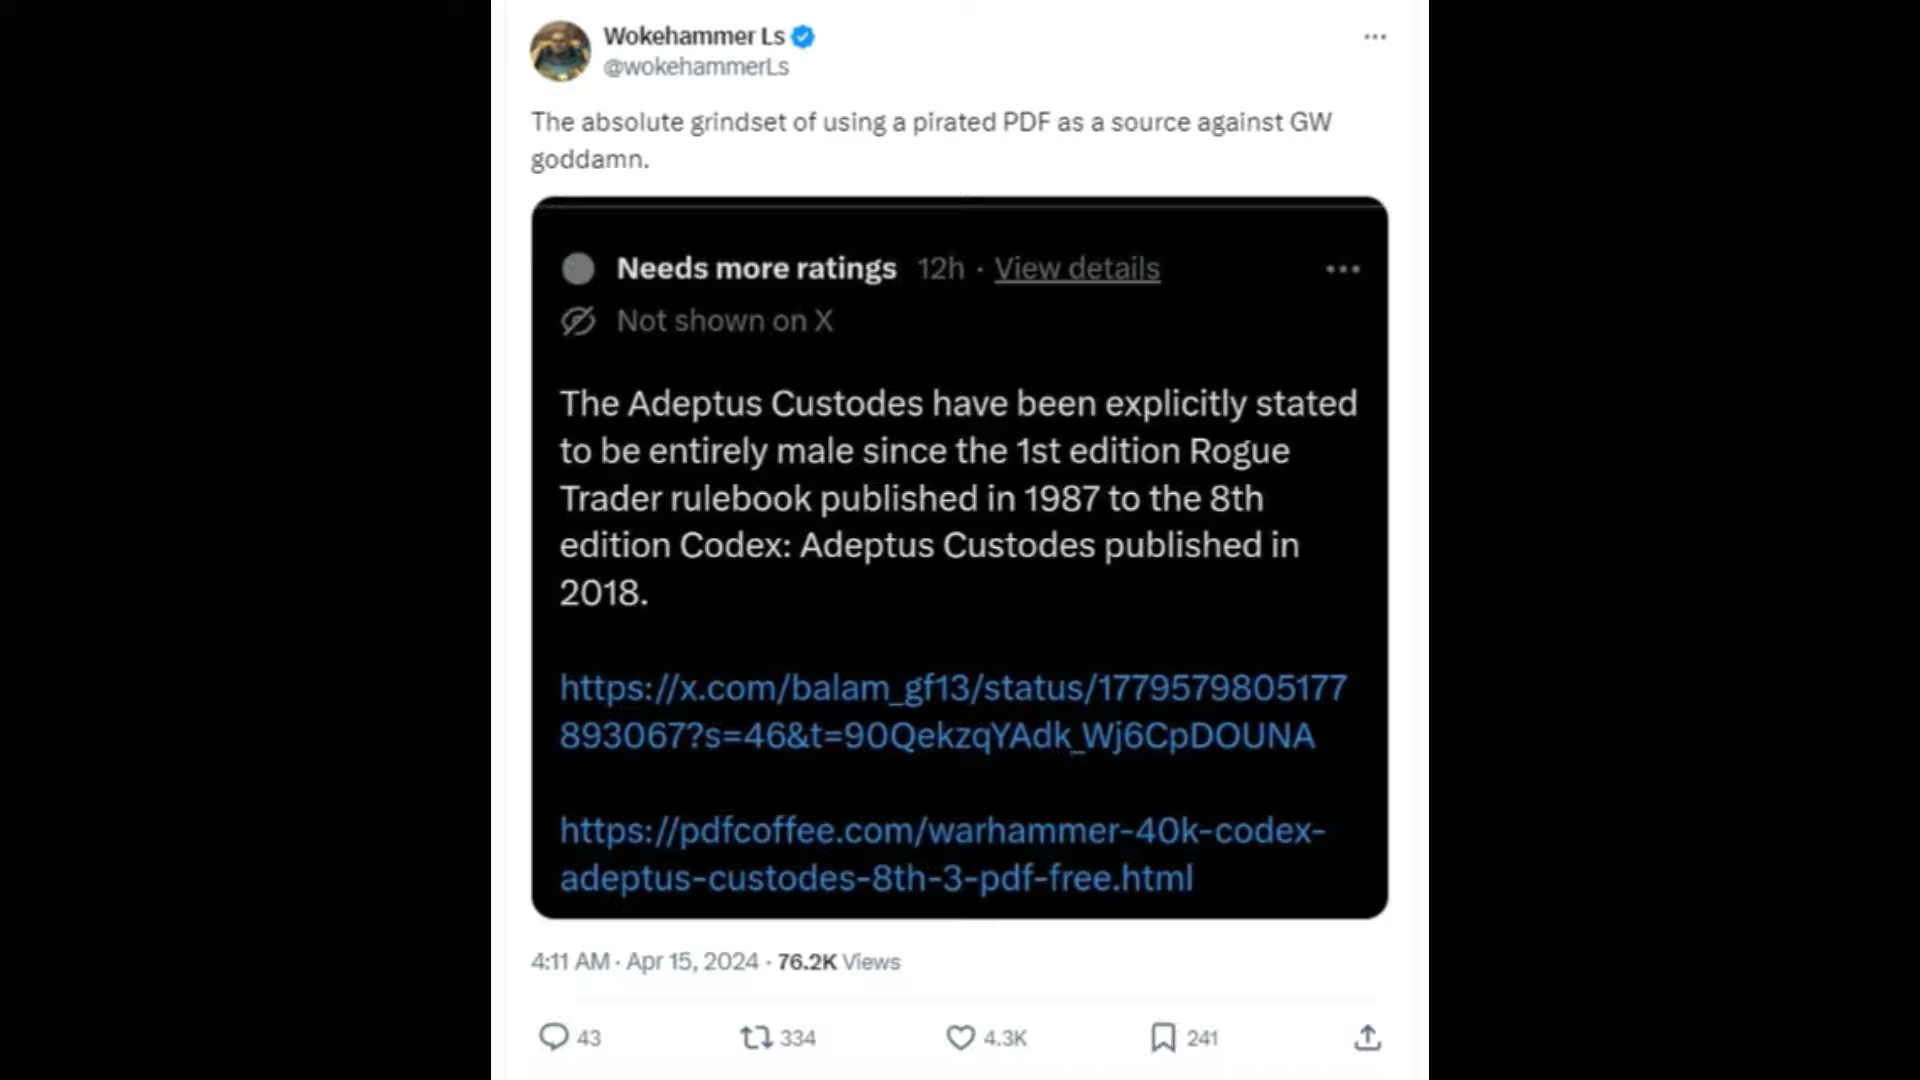 Wokehammer Ls
@wokehammerLs
The absolute grindset of using a pirated PDF as a source against GW
goddamn.
Needs more ratings 12h · View details
Not shown on X
The Adeptus Custodes have been explicitly stated
to be entirely male since the 1st edition Rogue
Trader rulebook published in 1987 to the 8th
edition Codex: Adeptus Custodes published in
2018.
https://x.com/balam_gf13/status/1779579805177
893067?s=46&t=90QekzqYAdk_Wj6CpDOUNA
https://pdfcoffee.com/warhammer-40k-codex-
adeptus-custodes-8th-3-pdf-free.html
4:11 AM · Apr 15, 2024 · 76.2K Views
43 334 4.3K 241